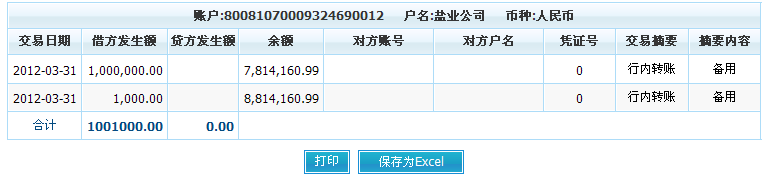 账户:80081070009324690012 户名:盐业公司 币种:人民币
交易日期 借方发生额 贷方发生额 余额 对方账号 对方户名 凭证号 交易摘要 摘要内容
2012-03-31 1,000,000.00 7,814,160.99 0 行内转账 备用
2012-03-31 1,000.00 8,814,160.99 0 行内转账 备用
合计 1001000.00 0.00
打印 保存为Excel